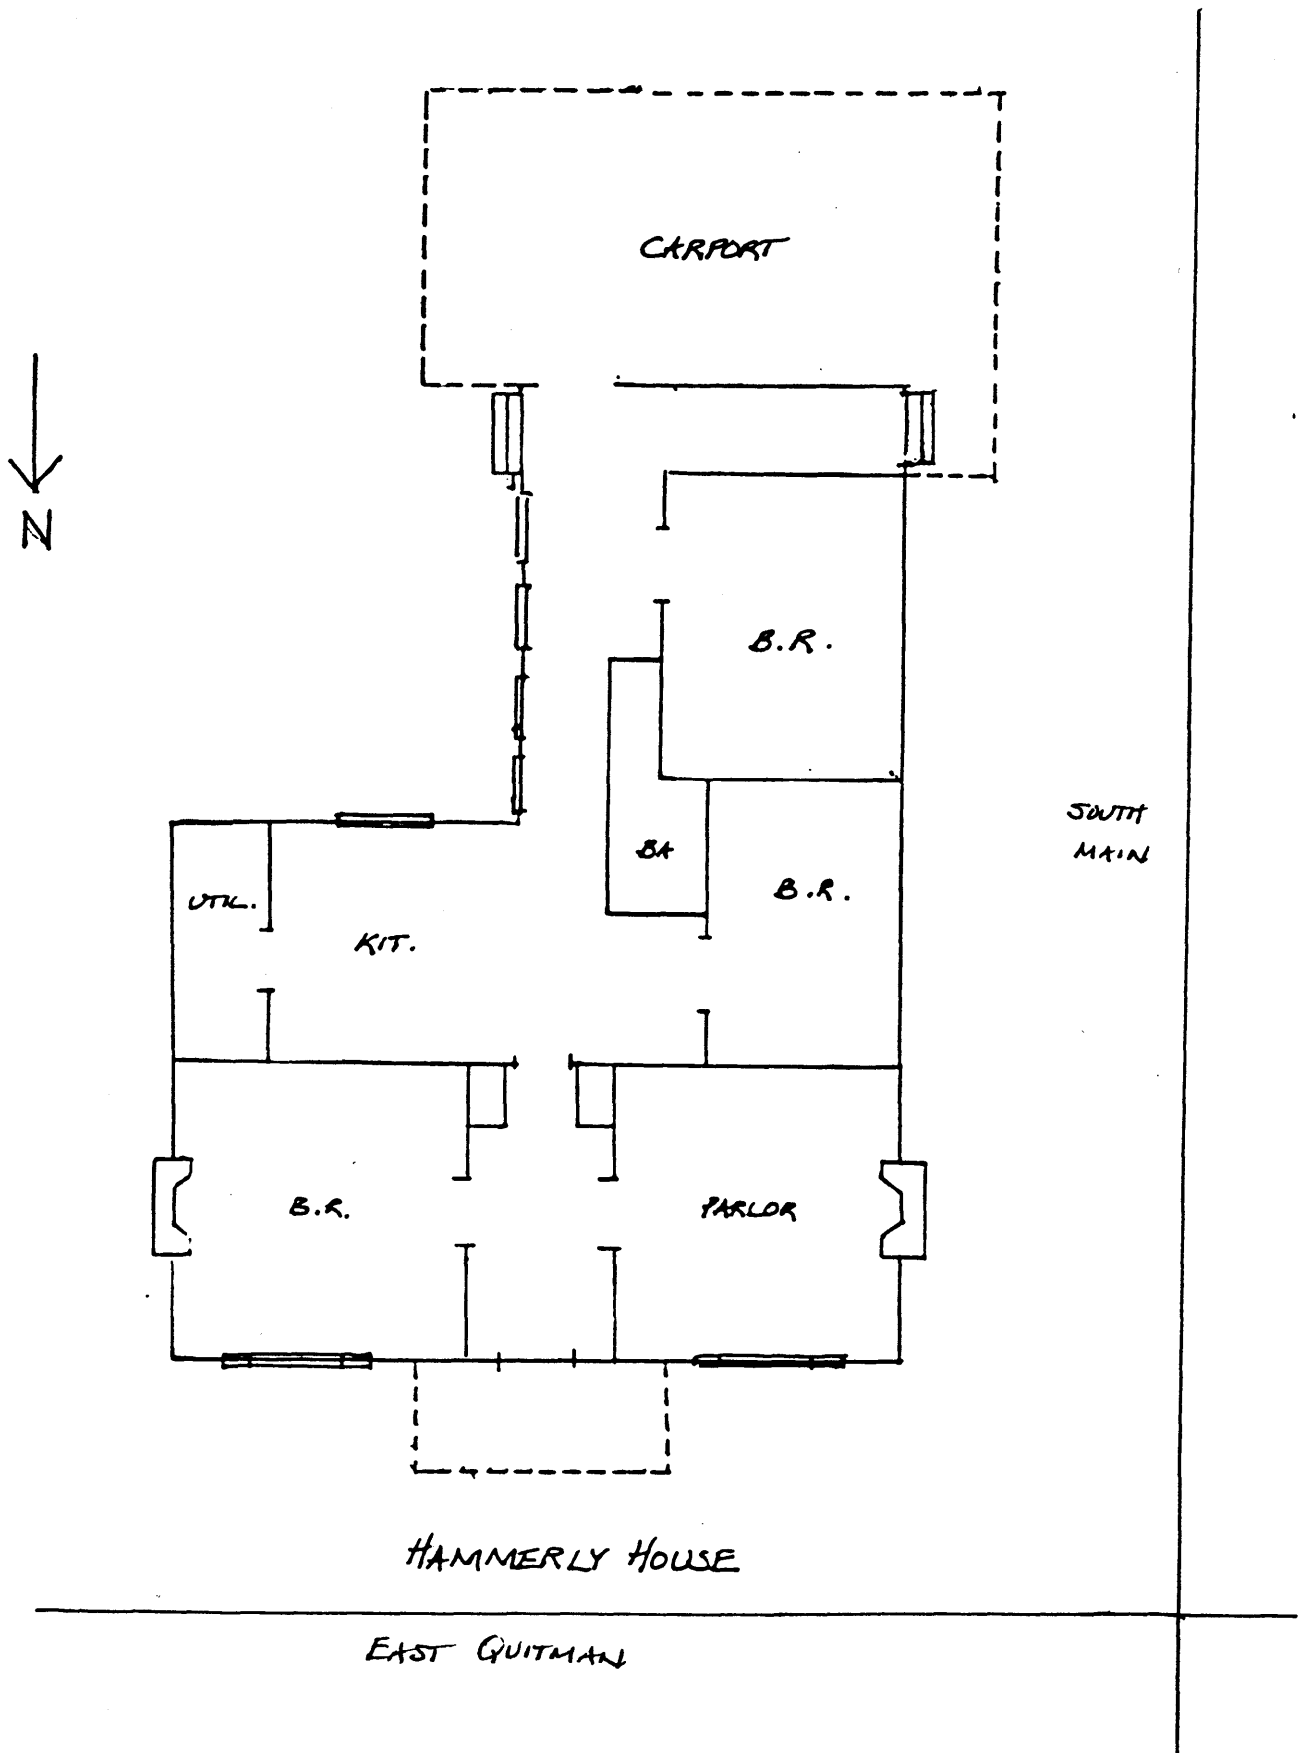 CARPORT
N
B.R.
SOUTH
MAIN
BA
B.R.
UTIL.
KIT.
B.R.
PARLOR
HAMMERLY HOUSE
EAST QUITMAN